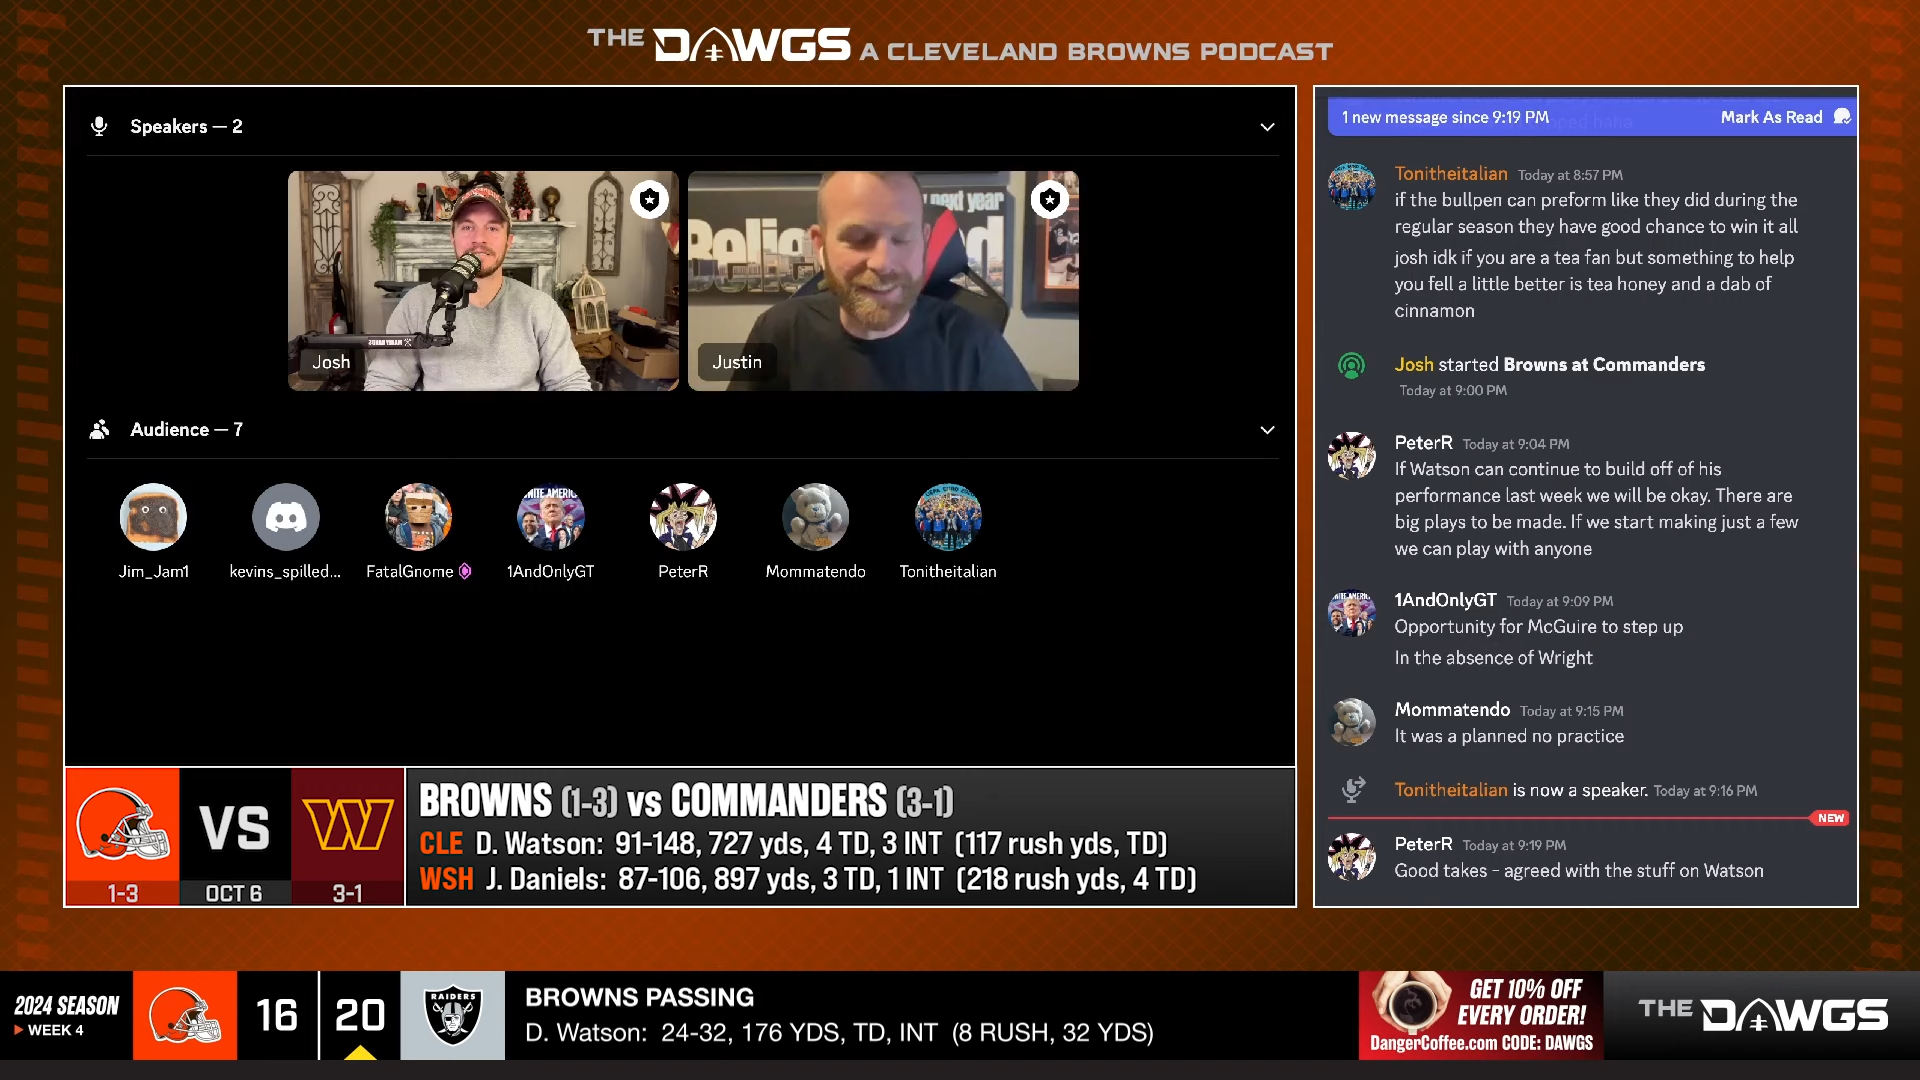 THE DAWGS A CLEVELAND BROWNS PODCAST
Speakers — 2
Josh
Justin
next year
Audience — 7
Jim_Jam1
kevins_spilled...
FatalGnome
1AndOnlyGT
PeterR
Mommatendo
Tonitheitalian
1 new message since 9:19 PM
Mark As Read
Tonitheitalian Today at 8:57 PM
if the bullpen can preform like they did during the
regular season they have good chance to win it all
josh idk if you are a tea fan but something to help
you fell a little better is tea honey and a dab of
cinnamon
Josh started Browns at Commanders
Today at 9:00 PM
PeterR Today at 9:04 PM
If Watson can continue to build off of his
performance last week we will be okay. There are
big plays to be made. If we start making just a few
we can play with anyone
1AndOnlyGT Today at 9:09 PM
Opportunity for McGuire to step up
In the absence of Wright
Mommatendo Today at 9:15 PM
It was a planned no practice
Tonitheitalian is now a speaker. Today at 9:16 PM
NEW
PeterR Today at 9:19 PM
Good takes - agreed with the stuff on Watson
VS
W
1-3
OCT 6
3-1
BROWNS (1-3) vs COMMANDERS (3-1)
CLE D. Watson: 91-148, 727 yds, 4 TD, 3 INT (117 rush yds, TD)
WSH J. Daniels: 87-106, 897 yds, 3 TD, 1 INT (218 rush yds, 4 TD)
2024 SEASON
WEEK 4
16
20
RAIDERS
BROWNS PASSING
D. Watson: 24-32, 176 YDS, TD, INT (8 RUSH, 32 YDS)
GET 10% OFF
EVERY ORDER!
DangerCoffee.com CODE: DAWGS
THE DAWGS